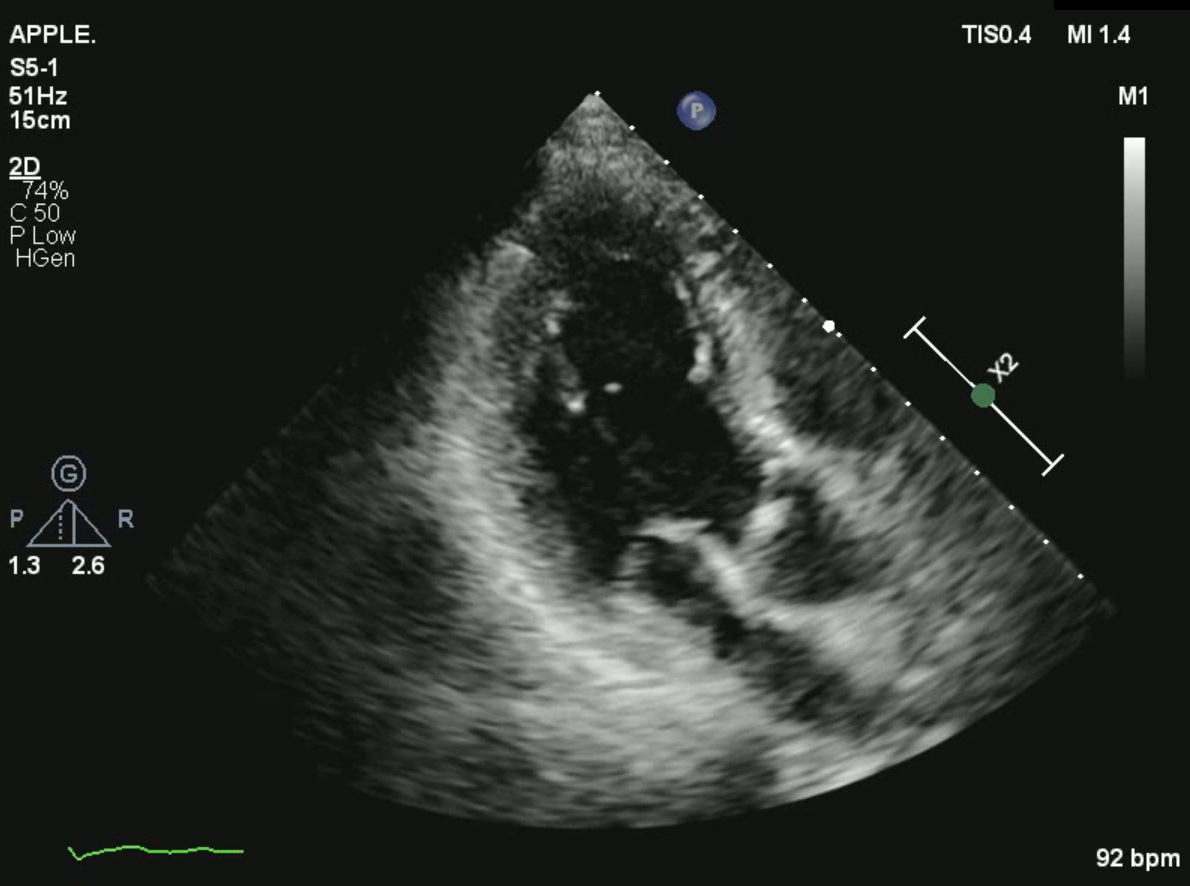 APPLE.
TIS0.4 MI 1.4
S5-1
51Hz
15cm
M1
P
2D
74%
C 50
P Low
HGen
X2
G
P R
1.3 2.6
92 bpm